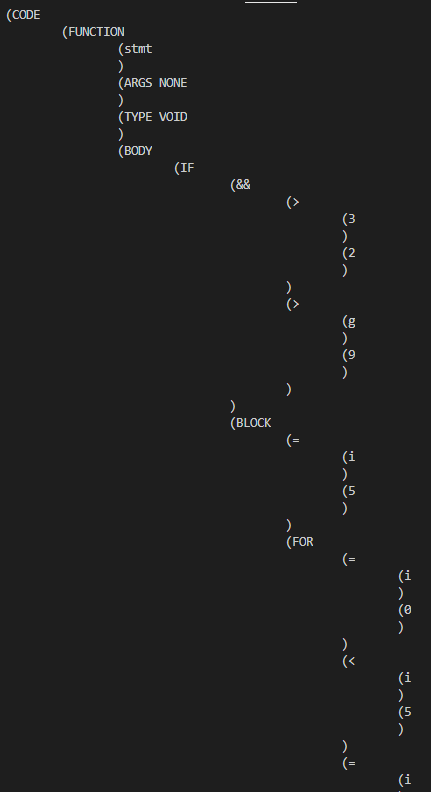 (CODE
(FUNCTION
(stmt
)
(ARGS NONE
)
(TYPE VOID
)
(BODY
(IF
(&&
(>
(3
)
(2
)
)
(>
(g
)
(9
)
)
)
(BLOCK
(=
(i
)
(5
)
)
(FOR
(=
(i
)
(0
)
)
(<
(i
)
(5
)
)
(=
(i